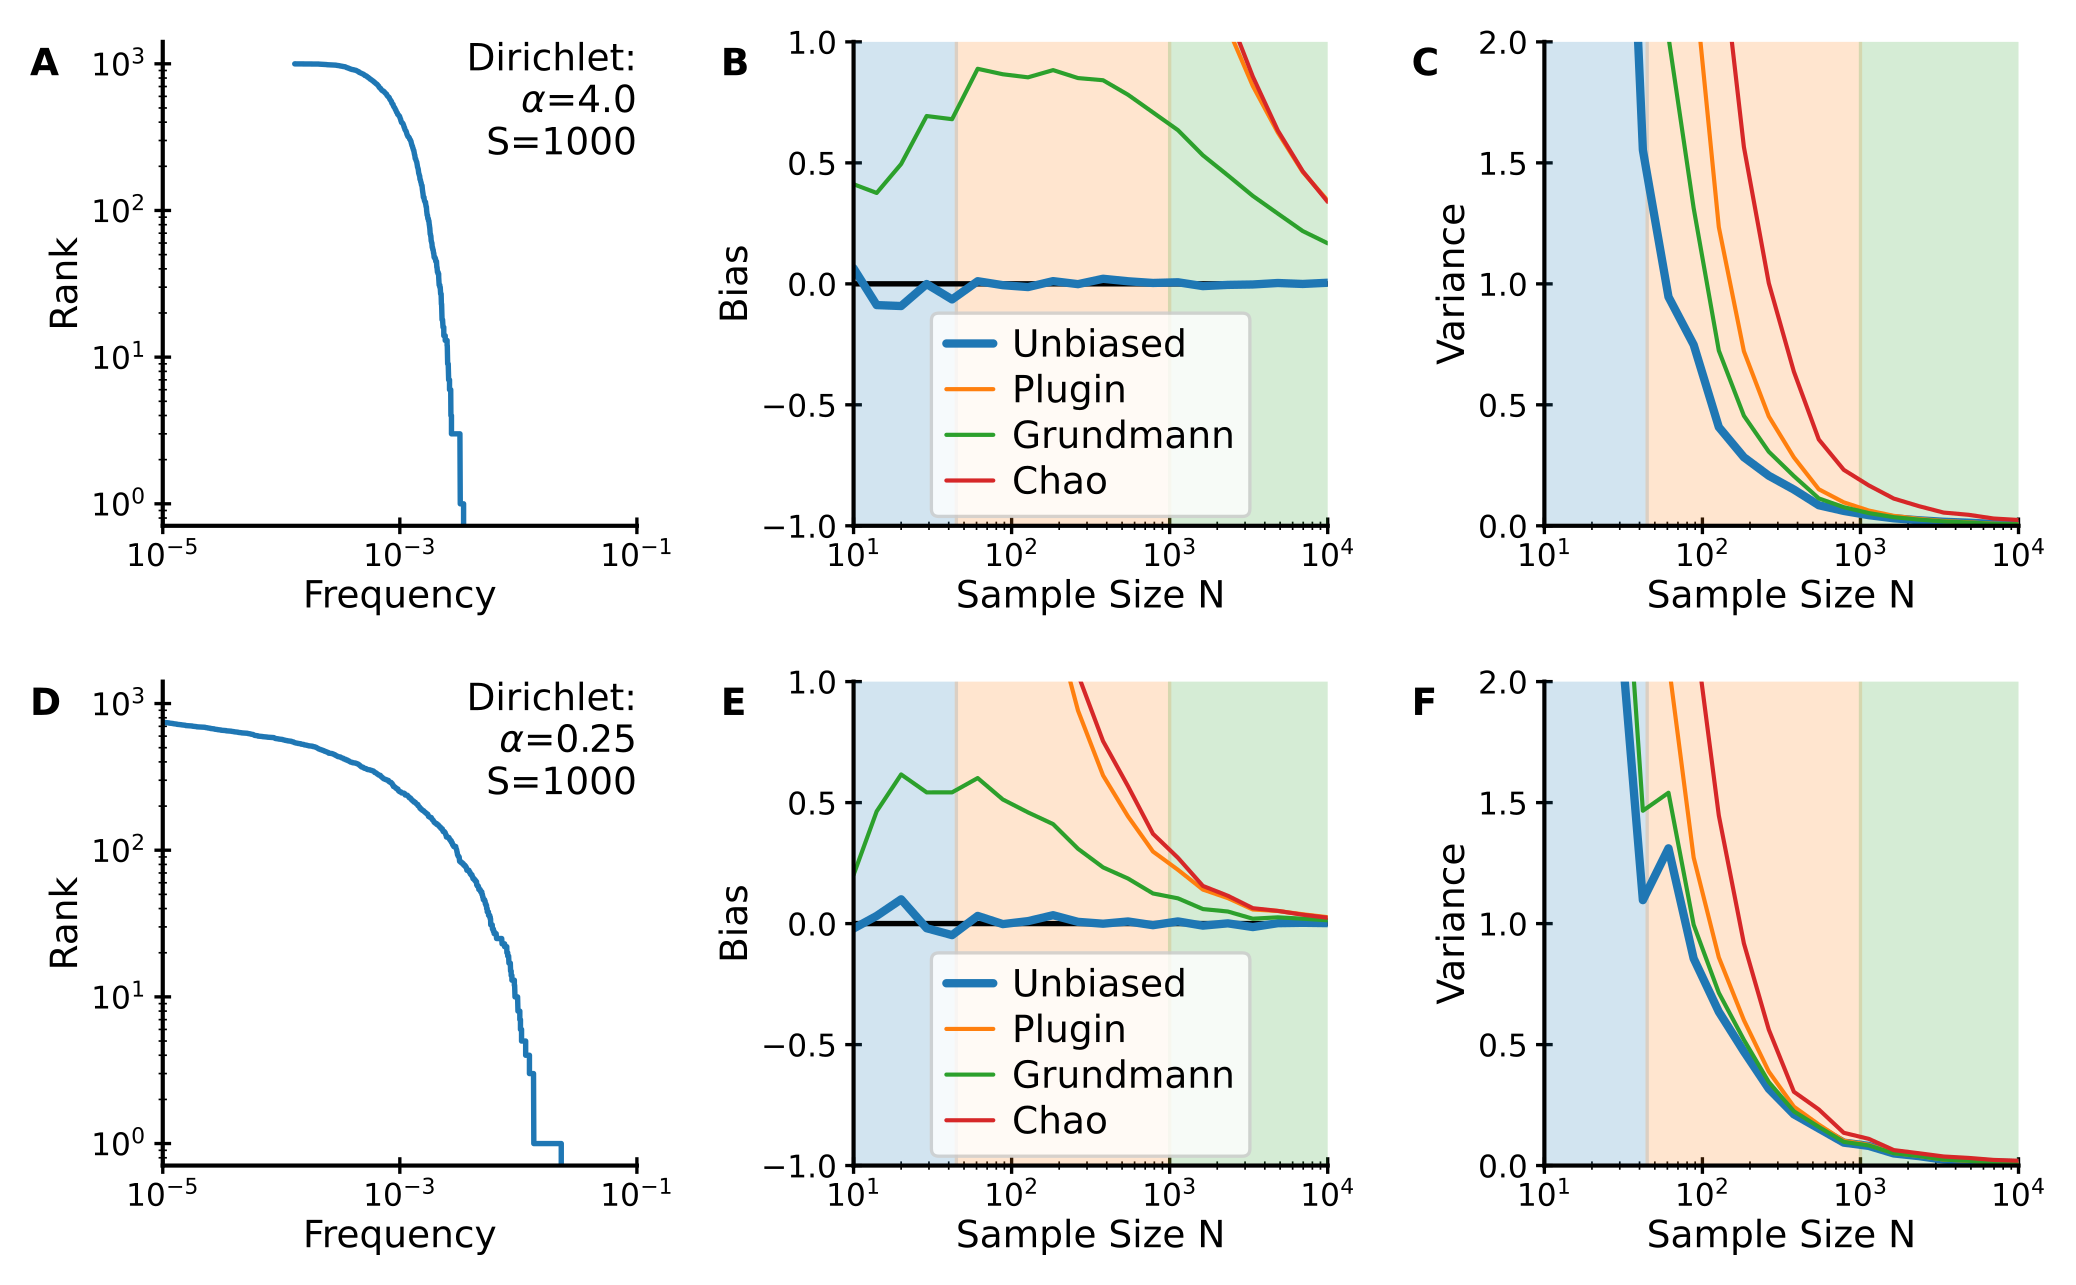 A
10³
10²
10¹
10⁰
Rank
Dirichlet:
α=4.0
S=1000
10⁻⁵
10⁻³
10⁻¹
Frequency
B
1.0
0.5
0.0
−0.5
−1.0
Bias
Unbiased
Plugin
Grundmann
Chao
10¹
10²
10³
10⁴
Sample Size N
C
2.0
1.5
1.0
0.5
0.0
Variance
10¹
10²
10³
10⁴
Sample Size N
D
10³
10²
10¹
10⁰
Rank
Dirichlet:
α=0.25
S=1000
10⁻⁵
10⁻³
10⁻¹
Frequency
E
1.0
0.5
0.0
−0.5
−1.0
Bias
Unbiased
Plugin
Grundmann
Chao
10¹
10²
10³
10⁴
Sample Size N
F
2.0
1.5
1.0
0.5
0.0
Variance
10¹
10²
10³
10⁴
Sample Size N